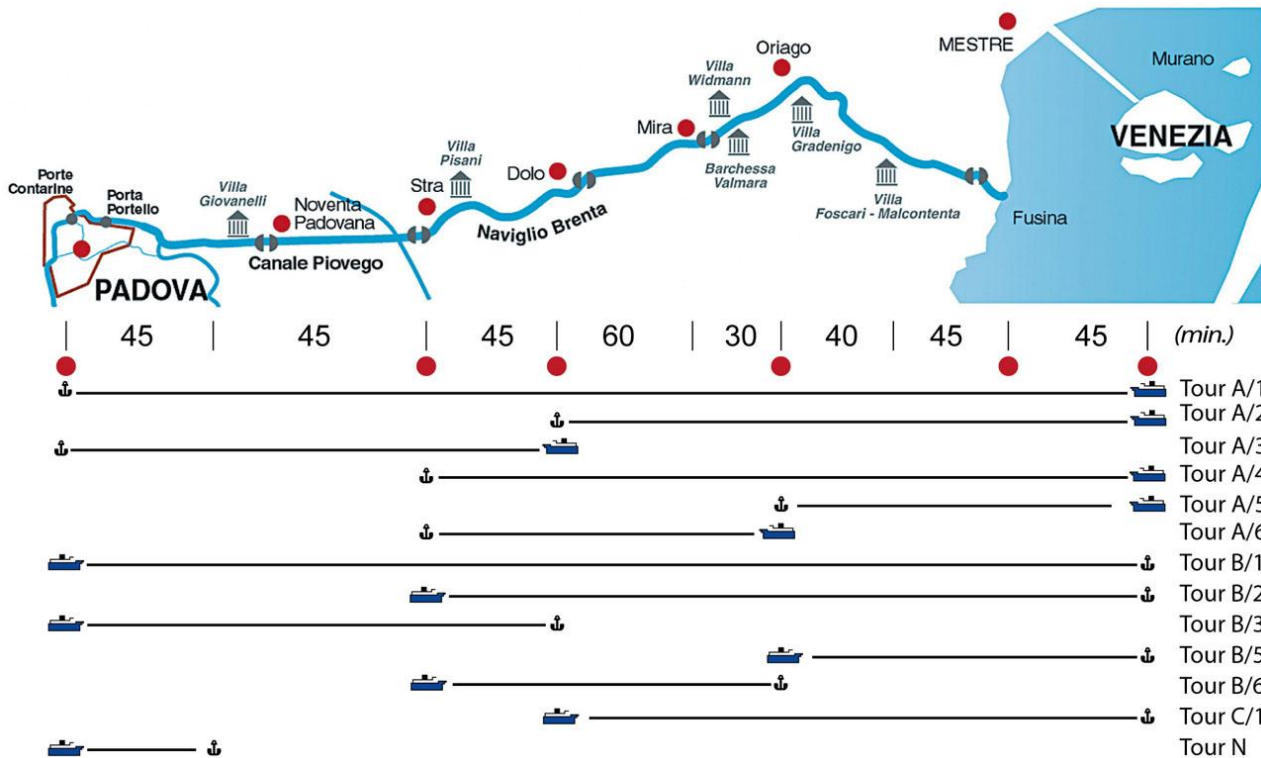 MESTRE
Murano
VENEZIA
Oriago
Villa
Widmann
Mira
Villa
Gradenigo
Barchessa
Valmara
Villa
Pisani
Dolo
Stra
Villa
Foscari - Malcontenta
Fusina
Naviglio Brenta
Porte
Contarine
Porta
Portello
Villa
Giovanelli
Noventa
Padovana
Canale Piovego
PADOVA
45 45 45 60 30 40 45 45 (min.)
Tour A/1
Tour A/2
Tour A/3
Tour A/4
Tour A/5
Tour A/6
Tour B/1
Tour B/2
Tour B/3
Tour B/5
Tour B/6
Tour C/1
Tour N